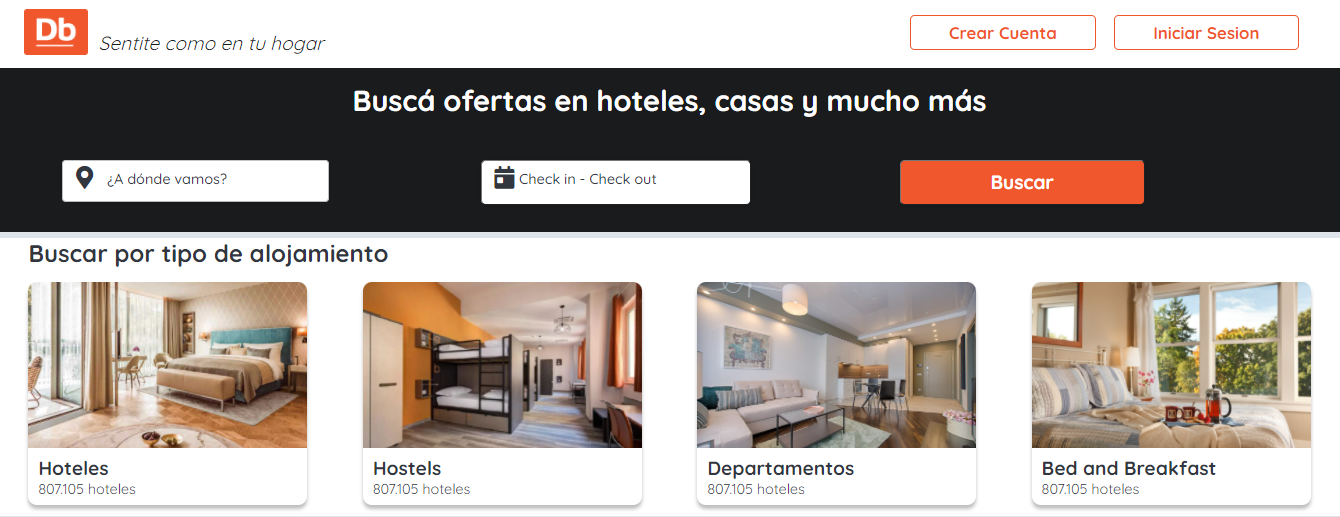 Db
Sentite como en tu hogar
Crear Cuenta
Iniciar Sesion
Buscá ofertas en hoteles, casas y mucho más
¿A dónde vamos?
Check in - Check out
Buscar
Buscar por tipo de alojamiento
Hoteles
807.105 hoteles
Hostels
807.105 hoteles
Departamentos
807.105 hoteles
Bed and Breakfast
807.105 hoteles